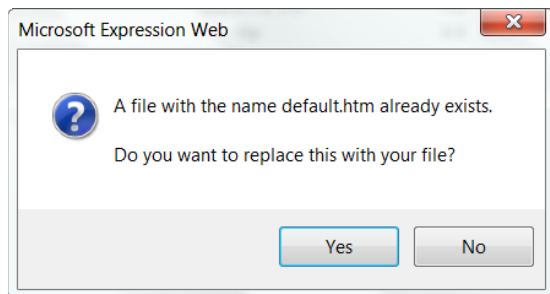 Microsoft Expression Web
A file with the name default.htm already exists.
Do you want to replace this with your file?
Yes
No